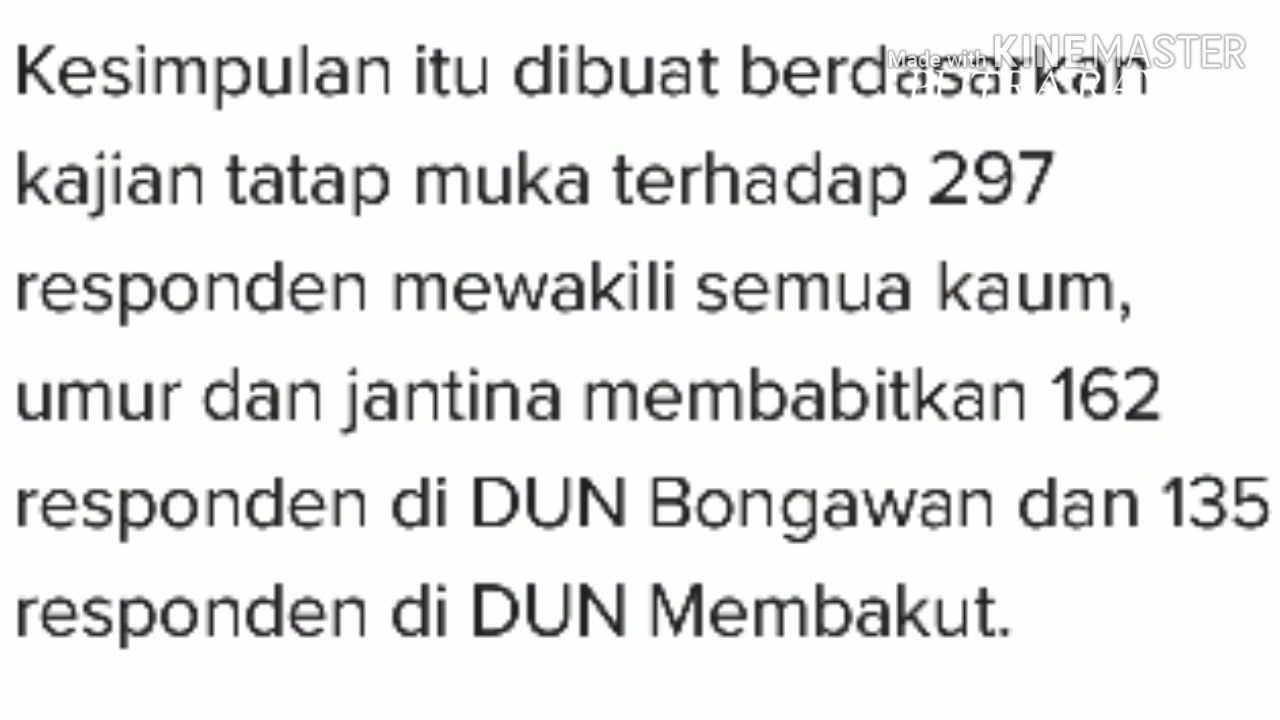 Kesimpulan itu dibuat berdasarkan
Made with KINEMASTER
kajian tatap muka terhadap 297
responden mewakili semua kaum,
umur dan jantina membabitkan 162
responden di DUN Bongawan dan 135
responden di DUN Membakut.